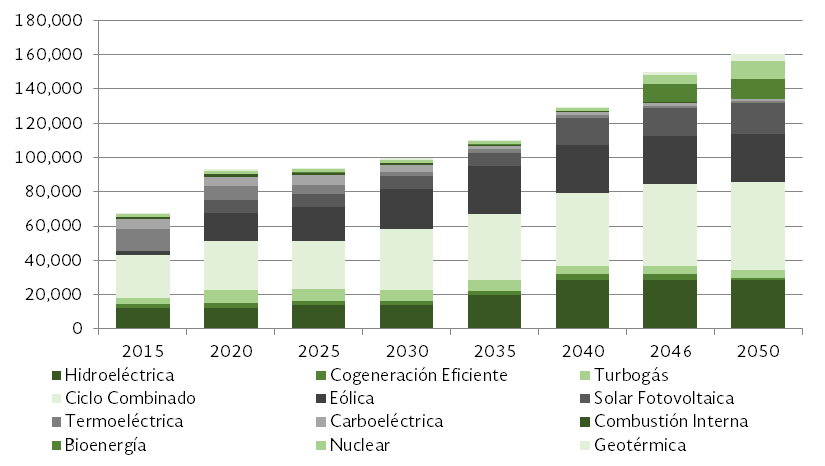 180,000
160,000
140,000
120,000
100,000
80,000
60,000
40,000
20,000
0
2015 2020 2025 2030 2035 2040 2046 2050
Hidroeléctrica Cogeneración Eficiente Turbogás
Ciclo Combinado Eólica Solar Fotovoltaica
Termoeléctrica Carboeléctrica Combustión Interna
Bioenergía Nuclear Geotérmica